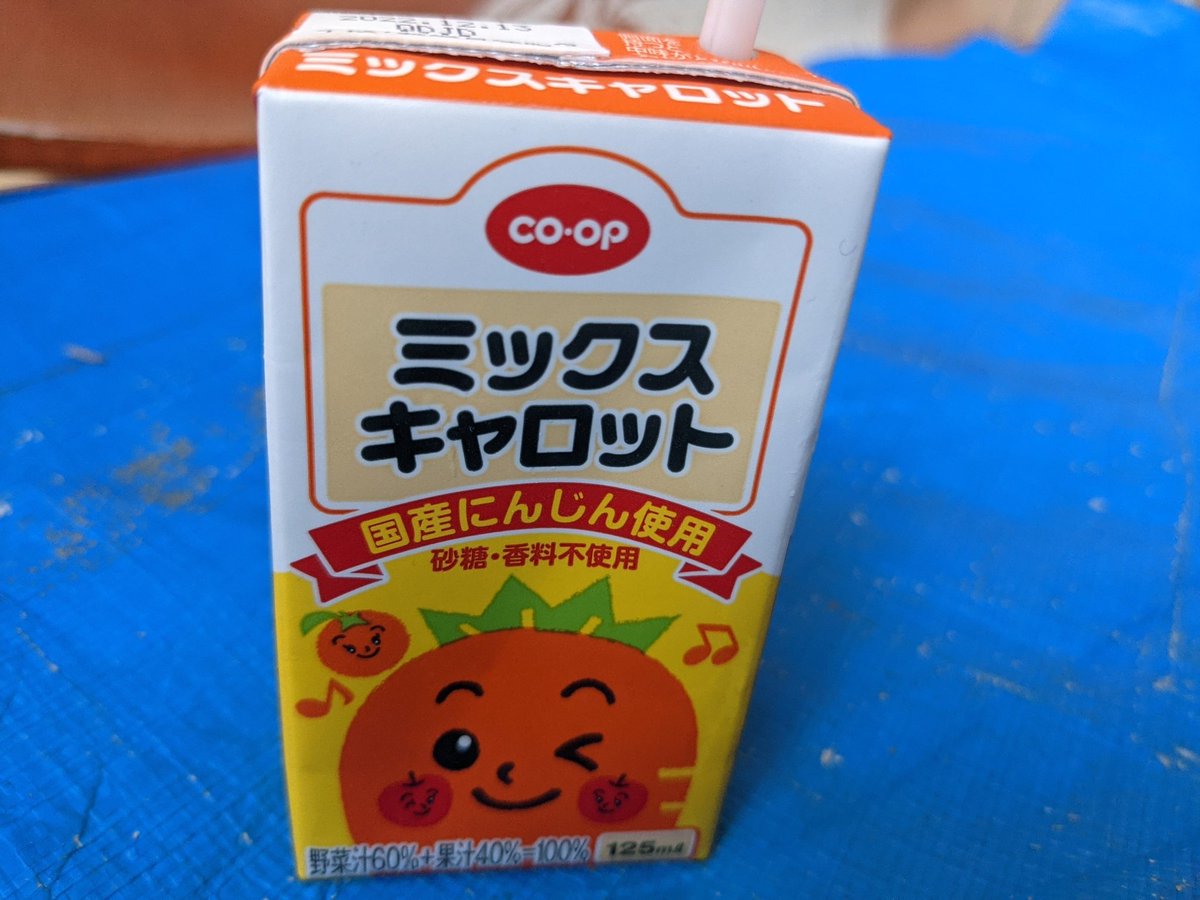 2022.12.13
QDJD
ミックスキャロット
CO·OP
ミックス
キャロット
国産にんじん使用
砂糖・香料不使用
野菜汁60%+果汁40%=100%
125ml